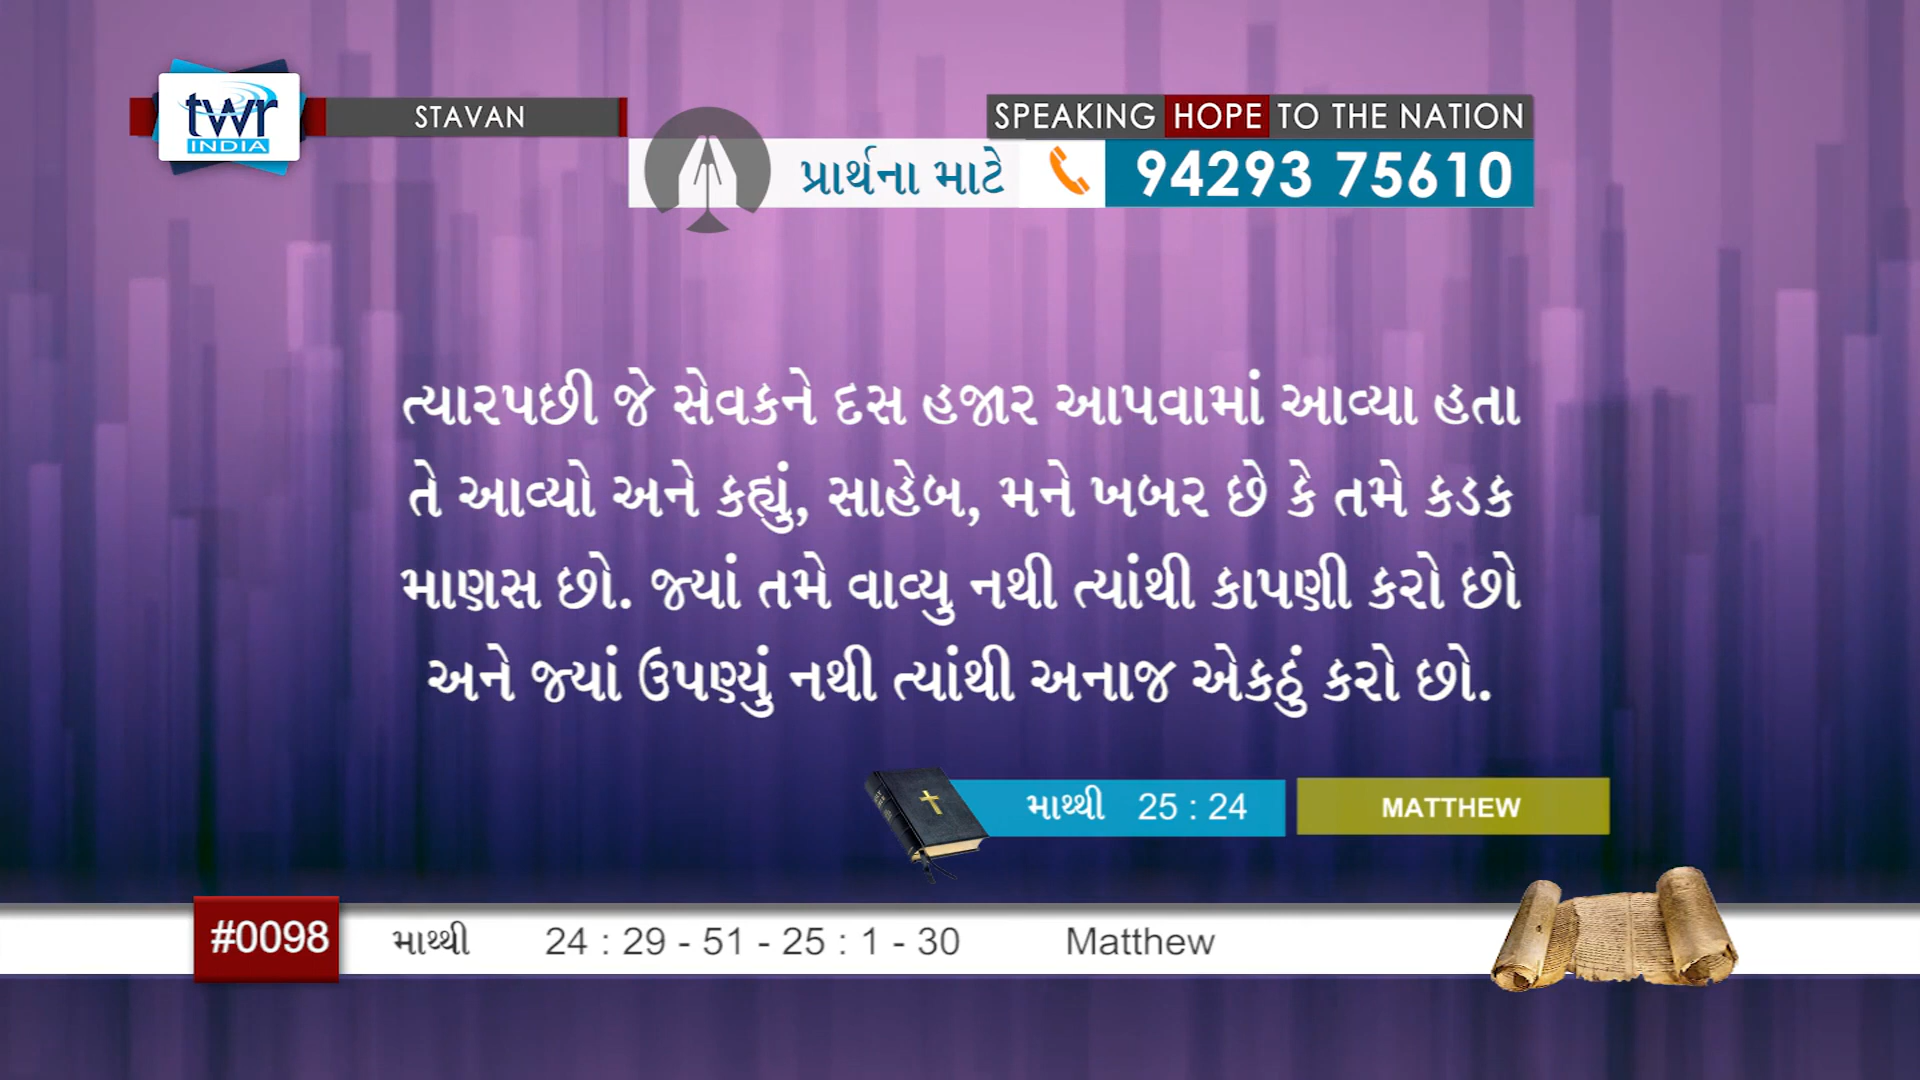 twr
INDIA
STAVAN
SPEAKING HOPE TO THE NATION
પ્રાર્થના માટે 94293 75610
ત્યારપછી જે સેવકને દસ હજાર આપવામાં આવ્યા હતા
તે આવ્યો અને કહ્યું, સાહેબ, મને ખબર છે કે તમે કડક
માણસ છો. જ્યાં તમે વાવ્યુ નથી ત્યાંથી કાપણી કરો છો
અને જ્યાં ઉપણ્યું નથી ત્યાંથી અનાજ એકઠું કરો છો.
માથ્થી 25 : 24 MATTHEW
#0098 માથ્થી 24 : 29 - 51 - 25 : 1 - 30 Matthew